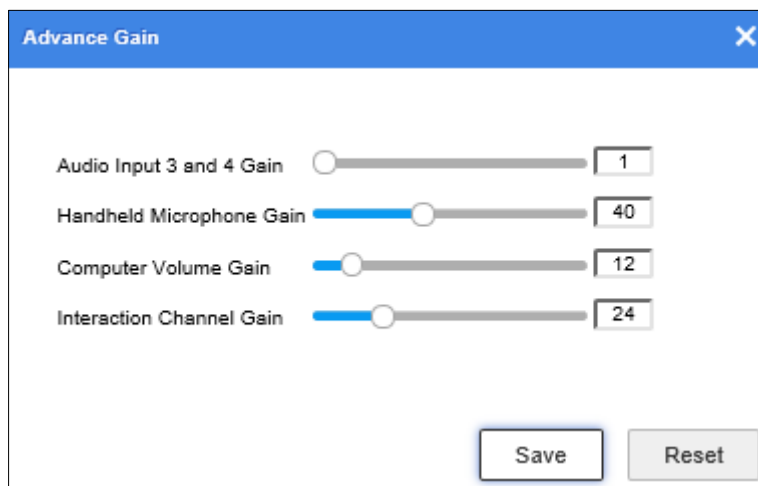 Advance Gain
Audio Input 3 and 4 Gain 1
Handheld Microphone Gain 40
Computer Volume Gain 12
Interaction Channel Gain 24
Save Reset